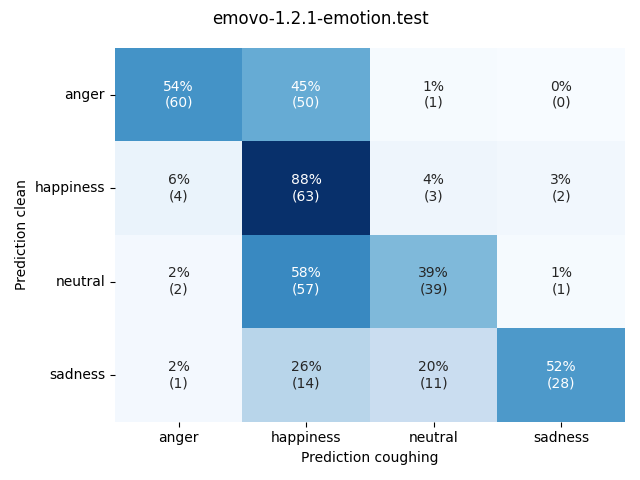 emovo-1.2.1-emotion.test
Prediction clean
anger
54% 45% 1% 0%
(60) (50) (1) (0)
happiness
6% 88% 4% 3%
(4) (63) (3) (2)
neutral
2% 58% 39% 1%
(2) (57) (39) (1)
sadness
2% 26% 20% 52%
(1) (14) (11) (28)
anger happiness neutral sadness
Prediction coughing